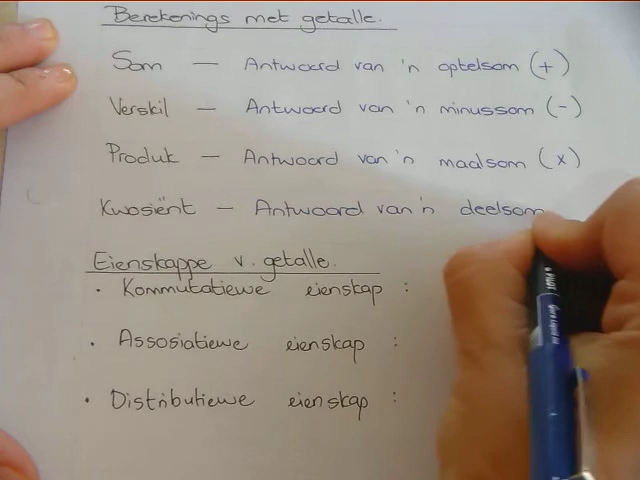 Berekenings met getalle.
Som — Antwoord van 'n optelsom (+)
Verskil — Antwoord van 'n minussom (-)
Produk — Antwoord van 'n maalsom (x)
Kwosiënt — Antwoord van 'n deelsom
Eienskappe v. getalle.
• Kommutatiewe eienskap :
• Assosiatiewe eienskap :
• Distributiewe eienskap :